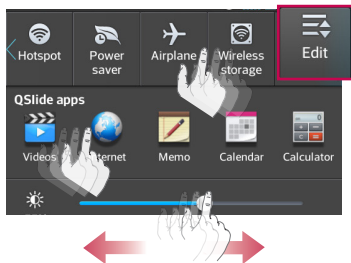 Hotspot
Power
saver
Airplane
Wireless
storage
Edit
QSlide apps
Videos
Memo
Calendar
Calculator